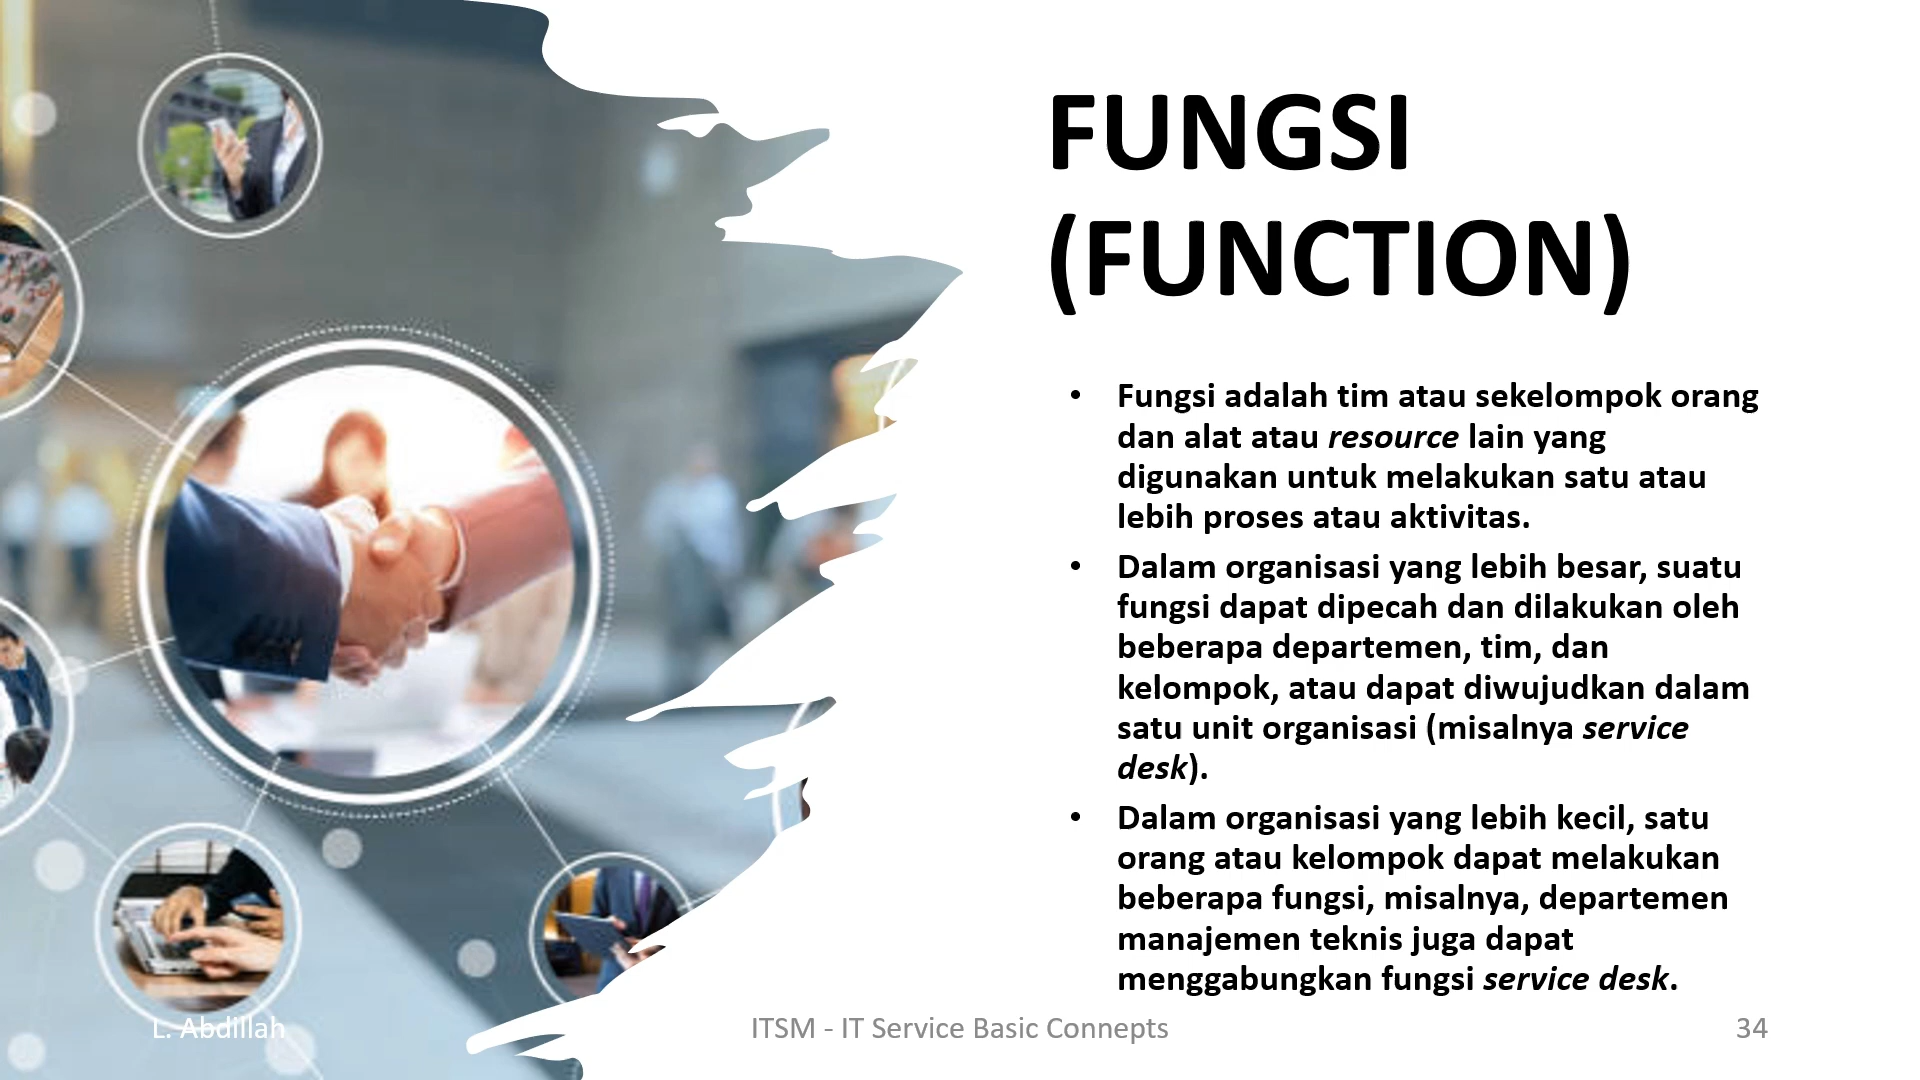 FUNGSI
(FUNCTION)
• Fungsi adalah tim atau sekelompok orang
dan alat atau resource lain yang
digunakan untuk melakukan satu atau
lebih proses atau aktivitas.
• Dalam organisasi yang lebih besar, suatu
fungsi dapat dipecah dan dilakukan oleh
beberapa departemen, tim, dan
kelompok, atau dapat diwujudkan dalam
satu unit organisasi (misalnya service
desk).
• Dalam organisasi yang lebih kecil, satu
orang atau kelompok dapat melakukan
beberapa fungsi, misalnya, departemen
manajemen teknis juga dapat
menggabungkan fungsi service desk.
L. Abdillah
ITSM - IT Service Basic Connepts
34